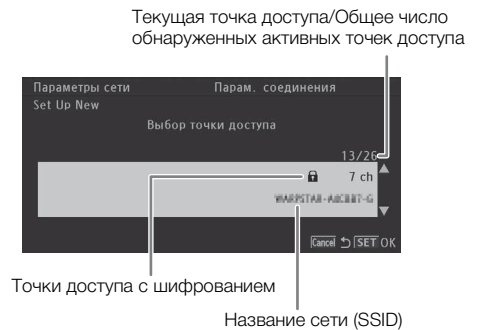 Текущая точка доступа/Общее число
обнаруженных активных точек доступа
Параметры сети Парам. соединения
Set Up New
Выбор точки доступа
13/26
7 ch
Cancel SET OK
Точки доступа с шифрованием
Название сети (SSID)